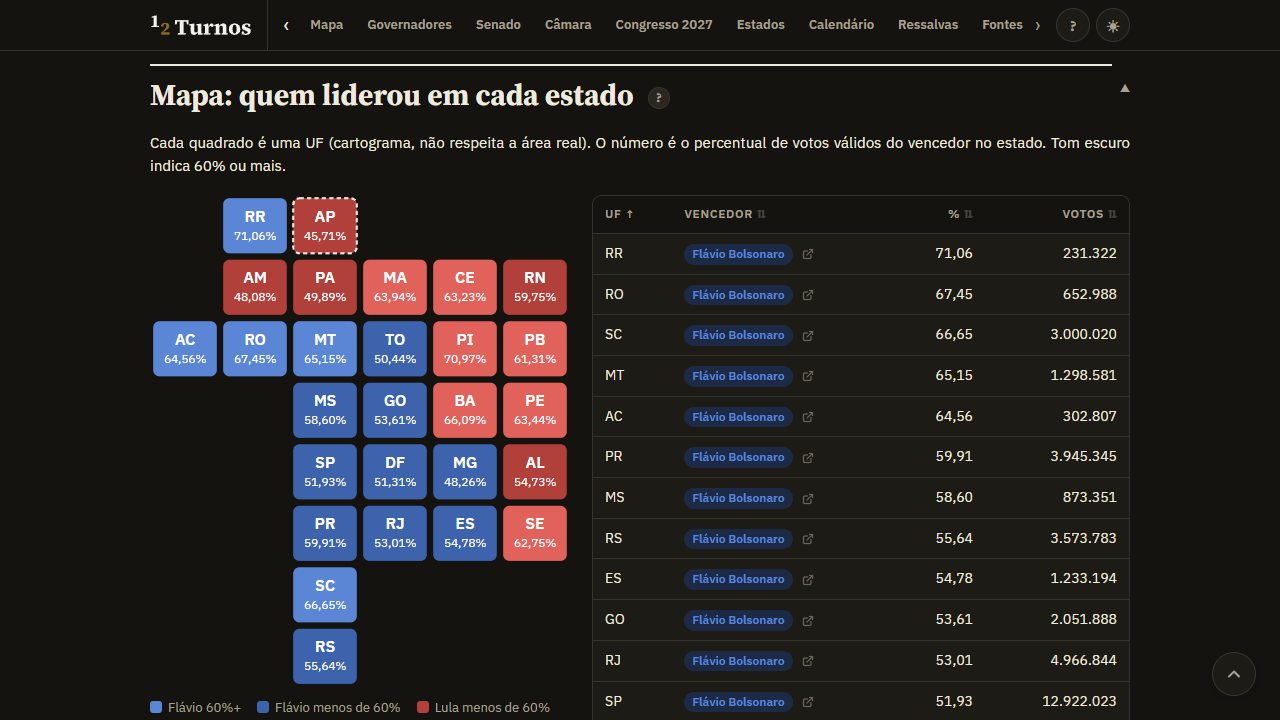 1 2 Turnos
‹ Mapa Governadores Senado Câmara Congresso 2027 Estados Calendário Ressalvas Fontes › ?
Mapa: quem liderou em cada estado ? ▲
Cada quadrado é uma UF (cartograma, não respeita a área real). O número é o percentual de votos válidos do vencedor no estado. Tom escuro
indica 60% ou mais.
RR AP
71,06% 45,71%
AM PA MA CE RN
48,08% 49,89% 63,94% 63,23% 59,75%
AC RO MT TO PI PB
64,56% 67,45% 65,15% 50,44% 70,97% 61,31%
MS GO BA PE
58,60% 53,61% 66,09% 63,44%
SP DF MG AL
51,93% 51,31% 48,26% 54,73%
PR RJ ES SE
59,91% 53,01% 54,78% 62,75%
SC
66,65%
RS
55,64%
Flávio 60%+ Flávio menos de 60% Lula menos de 60%
UF ↑ VENCEDOR ⇅ % ⇅ VOTOS ⇅
RR Flávio Bolsonaro 71,06 231.322
RO Flávio Bolsonaro 67,45 652.988
SC Flávio Bolsonaro 66,65 3.000.020
MT Flávio Bolsonaro 65,15 1.298.581
AC Flávio Bolsonaro 64,56 302.807
PR Flávio Bolsonaro 59,91 3.945.345
MS Flávio Bolsonaro 58,60 873.351
RS Flávio Bolsonaro 55,64 3.573.783
ES Flávio Bolsonaro 54,78 1.233.194
GO Flávio Bolsonaro 53,61 2.051.888
RJ Flávio Bolsonaro 53,01 4.966.844
SP Flávio Bolsonaro 51,93 12.922.023